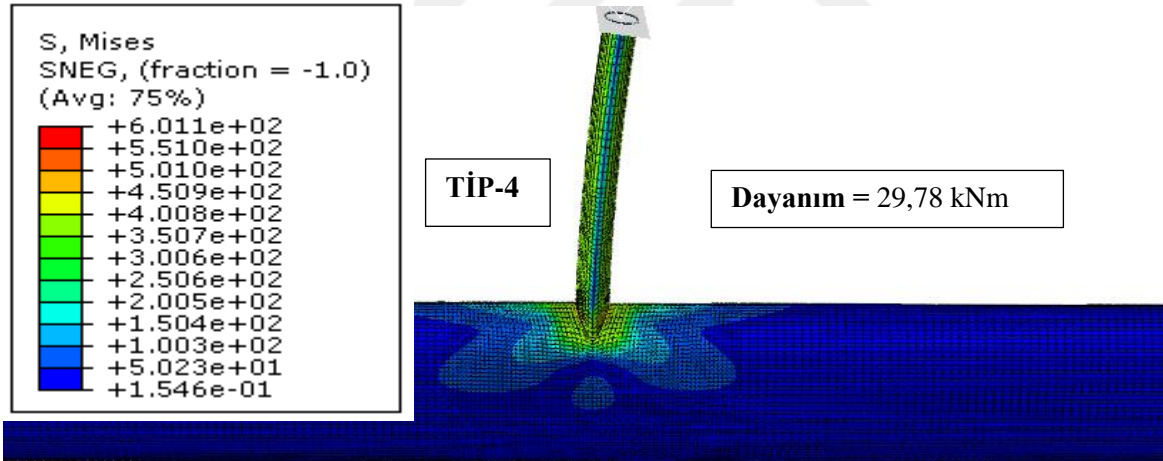 S, Mises
SNEG, (fraction = -1.0)
(Avg: 75%)
+6.011e+02
+5.510e+02
+5.010e+02
+4.509e+02
+4.008e+02
+3.507e+02
+3.006e+02
+2.506e+02
+2.005e+02
+1.504e+02
+1.003e+02
+5.023e+01
+1.546e-01
TİP-4
Dayanım = 29,78 kNm